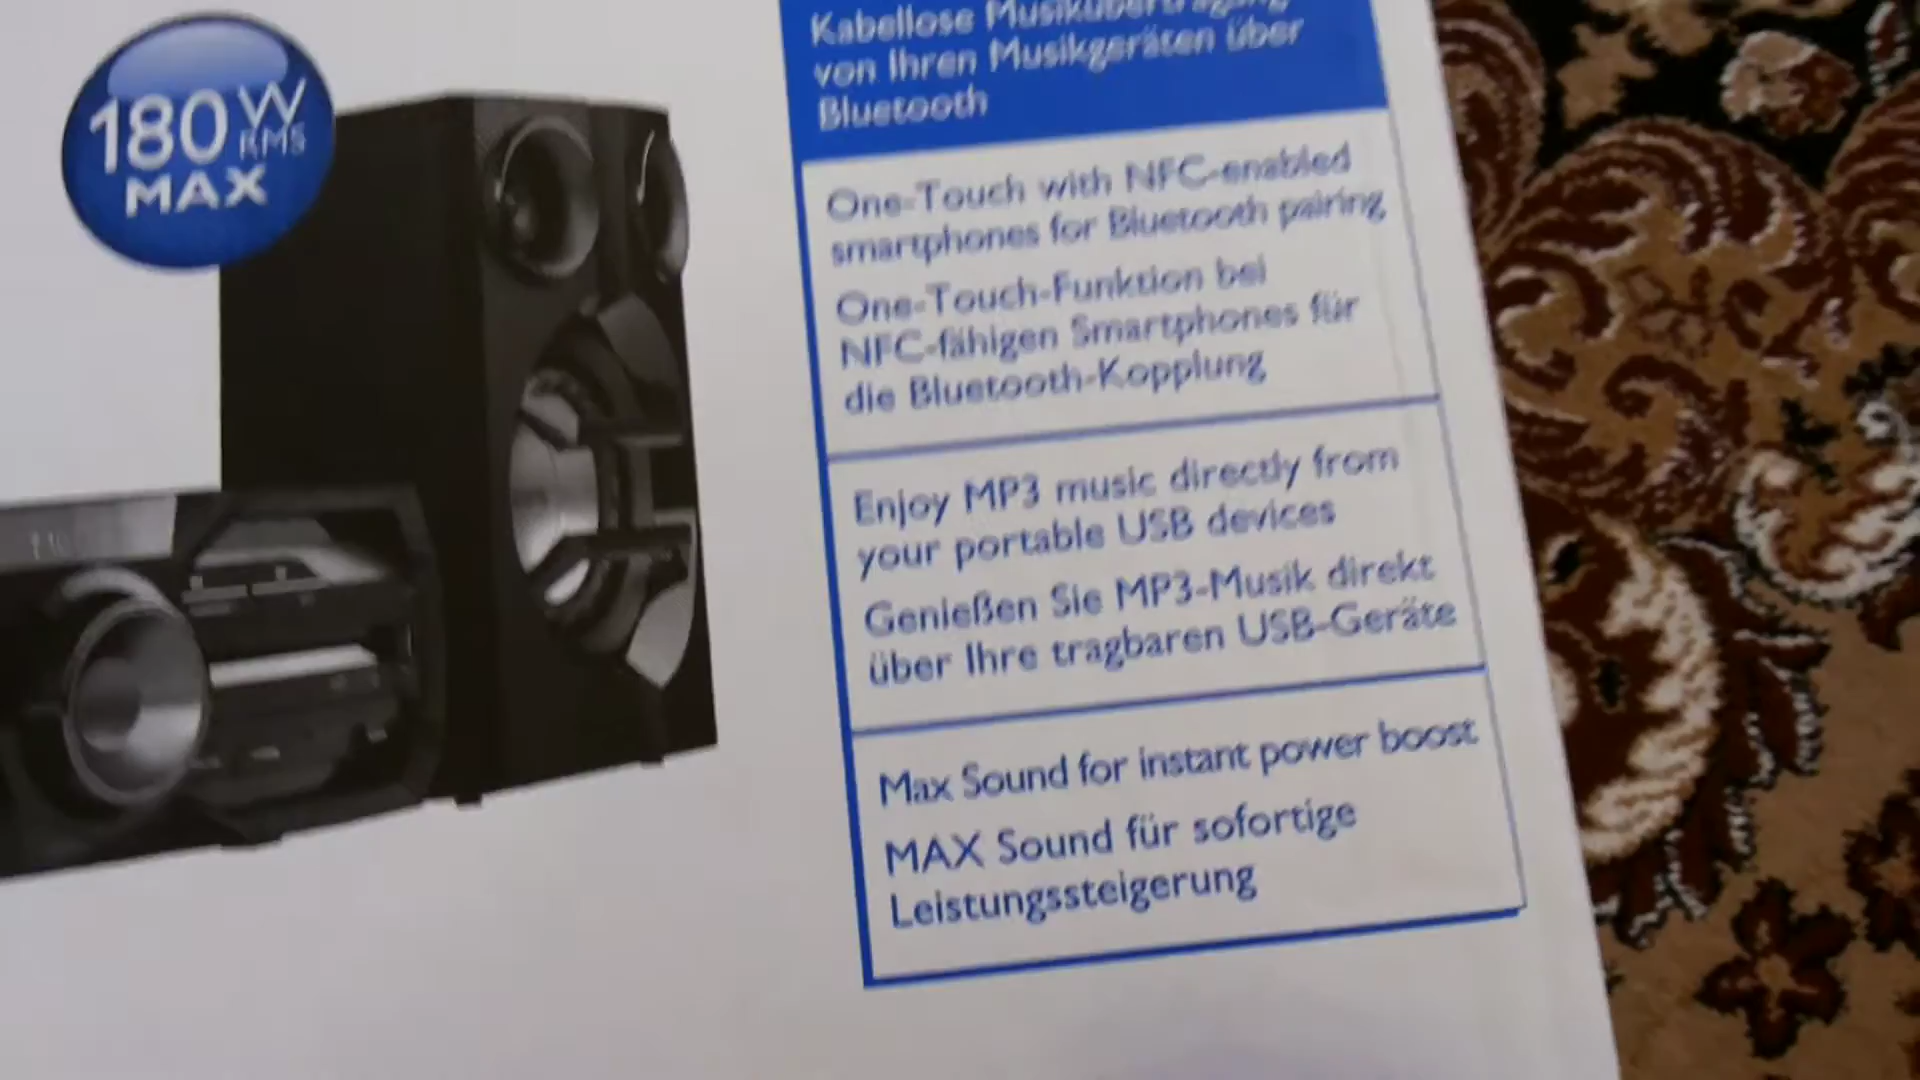 180 W
RMS
MAX
Kabellose Musikübertragung
von Ihren Musikgeräten über
Bluetooth
One-Touch with NFC-enabled
smartphones for Bluetooth pairing
One-Touch-Funktion bei
NFC-fähigen Smartphones für
die Bluetooth-Kopplung
Enjoy MP3 music directly from
your portable USB devices
Genießen Sie MP3-Musik direkt
über Ihre tragbaren USB-Geräte
Max Sound for instant power boost
MAX Sound für sofortige
Leistungssteigerung